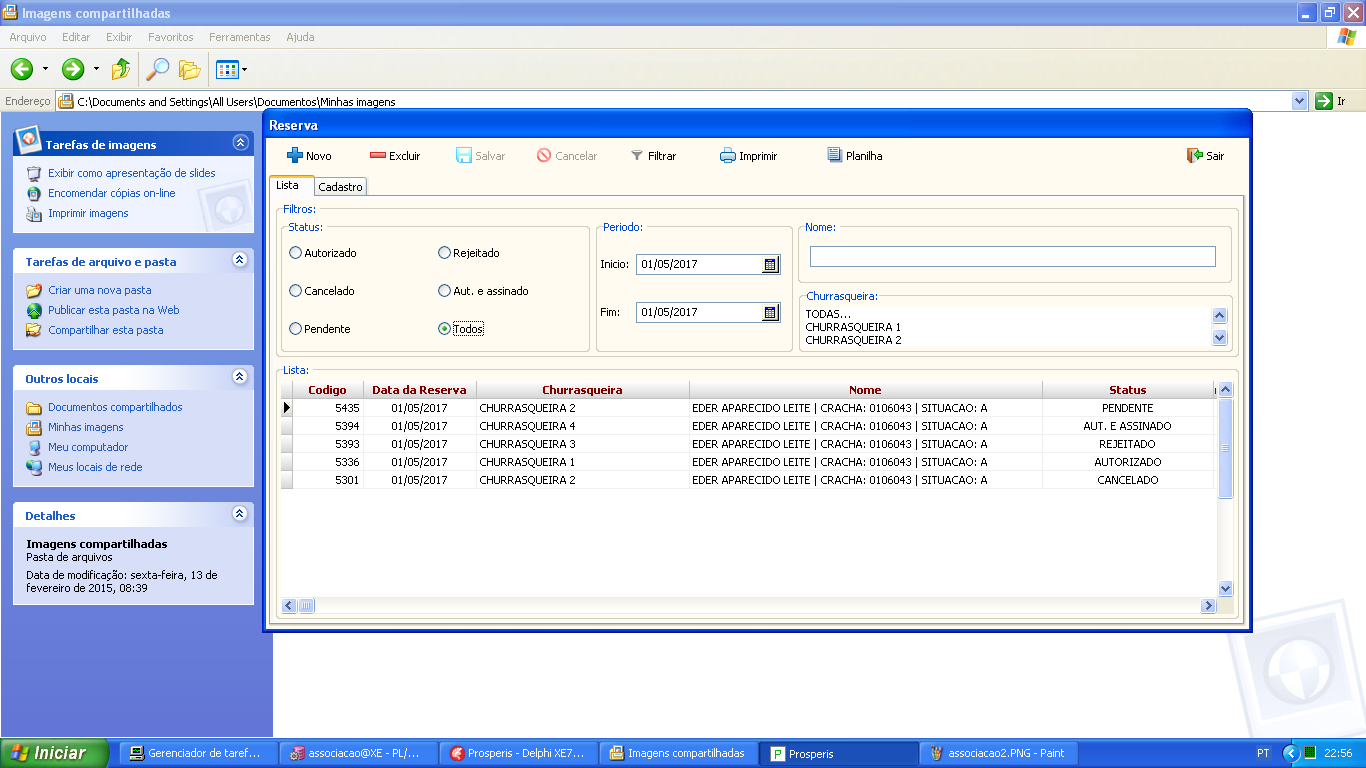 Imagens compartilhadas
Arquivo Editar Exibir Favoritos Ferramentas Ajuda
Endereço C:\Documents and Settings\All Users\Documentos\Minhas imagens Ir
Tarefas de imagens
Exibir como apresentação de slides
Encomendar cópias on-line
Imprimir imagens
Tarefas de arquivo e pasta
Criar uma nova pasta
Publicar esta pasta na Web
Compartilhar esta pasta
Outros locais
Documentos compartilhados
Minhas imagens
Meu computador
Meus locais de rede
Detalhes
Imagens compartilhadas
Pasta de arquivos
Data de modificação: sexta-feira, 13 de
fevereiro de 2015, 08:39
Reserva
Novo Excluir Salvar Cancelar Filtrar Imprimir Planilha Sair
Lista Cadastro
Filtros:
Status:
Autorizado Rejeitado
Cancelado Aut. e assinado
Pendente Todos
Periodo:
Inicio: 01/05/2017
Fim: 01/05/2017
Nome:
Churrasqueira:
TODAS...
CHURRASQUEIRA 1
CHURRASQUEIRA 2
Lista:
Codigo Data da Reserva Churrasqueira Nome Status
5435 01/05/2017 CHURRASQUEIRA 2 EDER APARECIDO LEITE | CRACHA: 0106043 | SITUACAO: A PENDENTE
5394 01/05/2017 CHURRASQUEIRA 4 EDER APARECIDO LEITE | CRACHA: 0106043 | SITUACAO: A AUT. E ASSINADO
5393 01/05/2017 CHURRASQUEIRA 3 EDER APARECIDO LEITE | CRACHA: 0106043 | SITUACAO: A REJEITADO
5336 01/05/2017 CHURRASQUEIRA 1 EDER APARECIDO LEITE | CRACHA: 0106043 | SITUACAO: A AUTORIZADO
5301 01/05/2017 CHURRASQUEIRA 2 EDER APARECIDO LEITE | CRACHA: 0106043 | SITUACAO: A CANCELADO
Iniciar Gerenciador de taref... associacao@XE - PL/... Prosperis - Delphi XE7... Imagens compartilhadas Prosperis associacao2.PNG - Paint PT 22:56